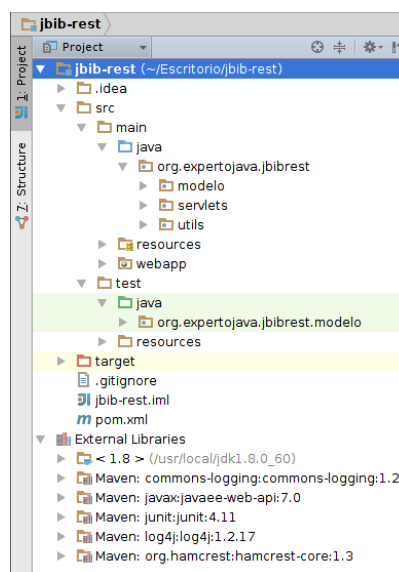 jbib-rest
Project
1: Project
7: Structure
jbib-rest (~/Escritorio/jbib-rest)
.idea
src
main
java
org.expertojava.jbibrest
modelo
servlets
utils
resources
webapp
test
java
org.expertojava.jbibrest.modelo
resources
target
.gitignore
jbib-rest.iml
pom.xml
External Libraries
< 1.8 > (/usr/local/jdk1.8.0_60)
Maven: commons-logging:commons-logging:1.2
Maven: javax:javaee-web-api:7.0
Maven: junit:junit:4.11
Maven: log4j:log4j:1.2.17
Maven: org.hamcrest:hamcrest-core:1.3